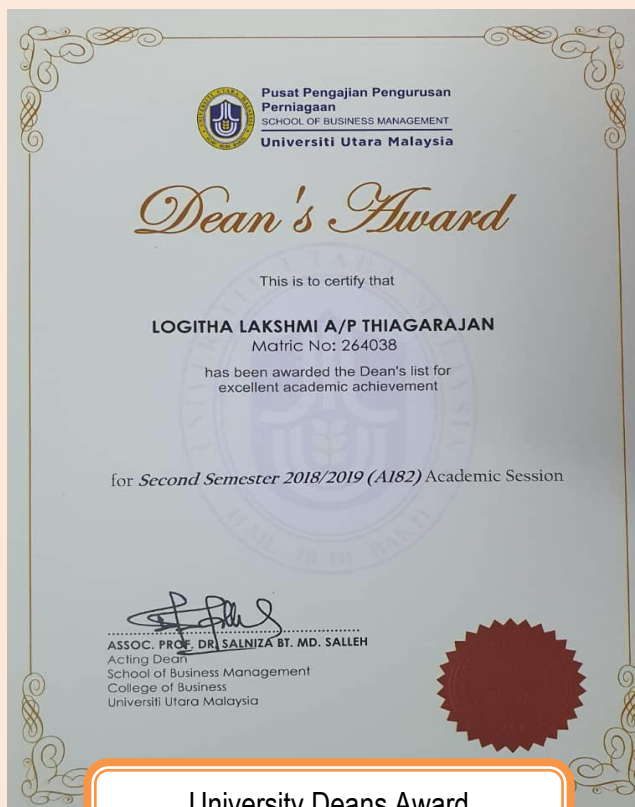 Pusat Pengajian Pengurusan
Perniagaan
SCHOOL OF BUSINESS MANAGEMENT
Universiti Utara Malaysia
Dean's Award
This is to certify that
LOGITHA LAKSHMI A/P THIAGARAJAN
Matric No: 264038
has been awarded the Dean's list for
excellent academic achievement
for Second Semester 2018/2019 (A182) Academic Session
ASSOC. PROF. DR. SALNIZA BT. MD. SALLEH
Acting Dean
School of Business Management
College of Business
Universiti Utara Malaysia
University Deans Award